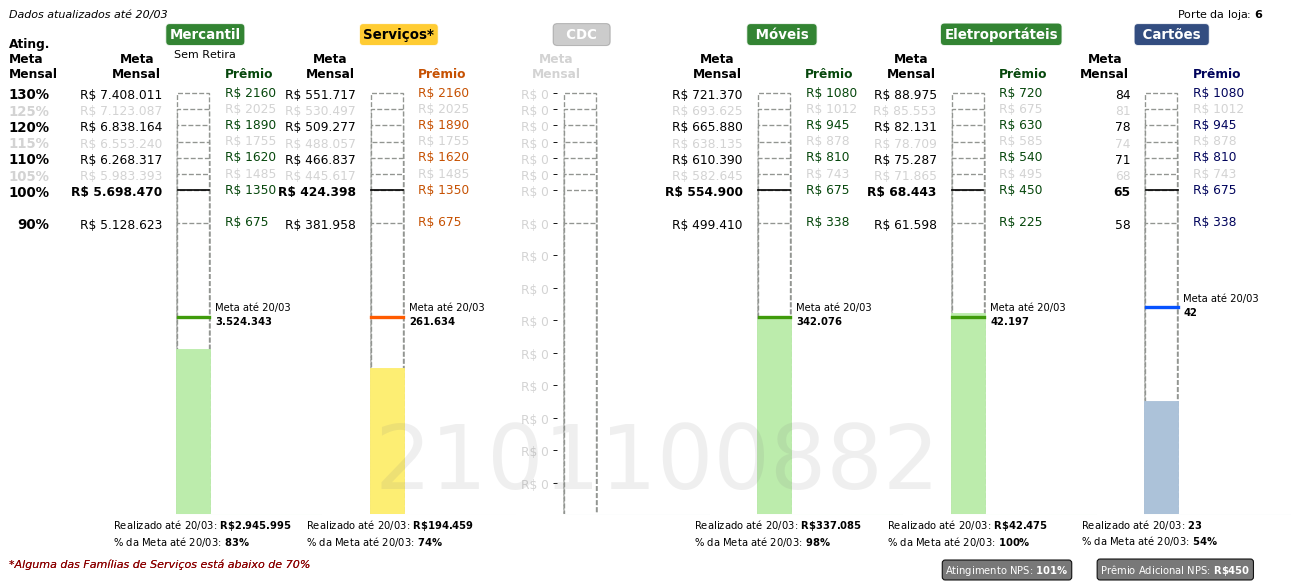 Dados atualizados até 20/03
Porte da loja: 6
Mercantil Serviços* CDC Móveis Eletroportáteis Cartões
Sem Retira
Ating. Meta Mensal
Meta Mensal Prêmio Meta Mensal Prêmio Meta Mensal Meta Mensal Prêmio Meta Mensal Prêmio Meta Mensal Prêmio
130% R$ 7.408.011 R$ 2160 R$ 551.717 R$ 2160 R$ 0 R$ 721.370 R$ 1080 R$ 88.975 R$ 720 84 R$ 1080
125% R$ 7.123.087 R$ 2025 R$ 530.497 R$ 2025 R$ 0 R$ 693.625 R$ 1012 R$ 85.553 R$ 675 81 R$ 1012
120% R$ 6.838.164 R$ 1890 R$ 509.277 R$ 1890 R$ 0 R$ 665.880 R$ 945 R$ 82.131 R$ 630 78 R$ 945
115% R$ 6.553.240 R$ 1755 R$ 488.057 R$ 1755 R$ 0 R$ 638.135 R$ 878 R$ 78.709 R$ 585 74 R$ 878
110% R$ 6.268.317 R$ 1620 R$ 466.837 R$ 1620 R$ 0 R$ 610.390 R$ 810 R$ 75.287 R$ 540 71 R$ 810
105% R$ 5.983.393 R$ 1485 R$ 445.617 R$ 1485 R$ 0 R$ 582.645 R$ 743 R$ 71.865 R$ 495 68 R$ 743
100% R$ 5.698.470 R$ 1350 R$ 424.398 R$ 1350 R$ 0 R$ 554.900 R$ 675 R$ 68.443 R$ 450 65 R$ 675
90% R$ 5.128.623 R$ 675 R$ 381.958 R$ 675 R$ 0 R$ 499.410 R$ 338 R$ 61.598 R$ 225 58 R$ 338
R$ 0
R$ 0
Meta até 20/03 Meta até 20/03 Meta até 20/03 Meta até 20/03 Meta até 20/03
3.524.343 261.634 R$ 0 342.076 42.197 42
R$ 0
R$ 0
R$ 0
R$ 0
R$ 0
R$ 0
2101100882
Realizado até 20/03: R$2.945.995 Realizado até 20/03: R$194.459 Realizado até 20/03: R$337.085 Realizado até 20/03: R$42.475 Realizado até 20/03: 23
% da Meta até 20/03: 83% % da Meta até 20/03: 74% % da Meta até 20/03: 98% % da Meta até 20/03: 100% % da Meta até 20/03: 54%
*Alguma das Famílias de Serviços está abaixo de 70%
Atingimento NPS: 101% Prêmio Adicional NPS: R$450